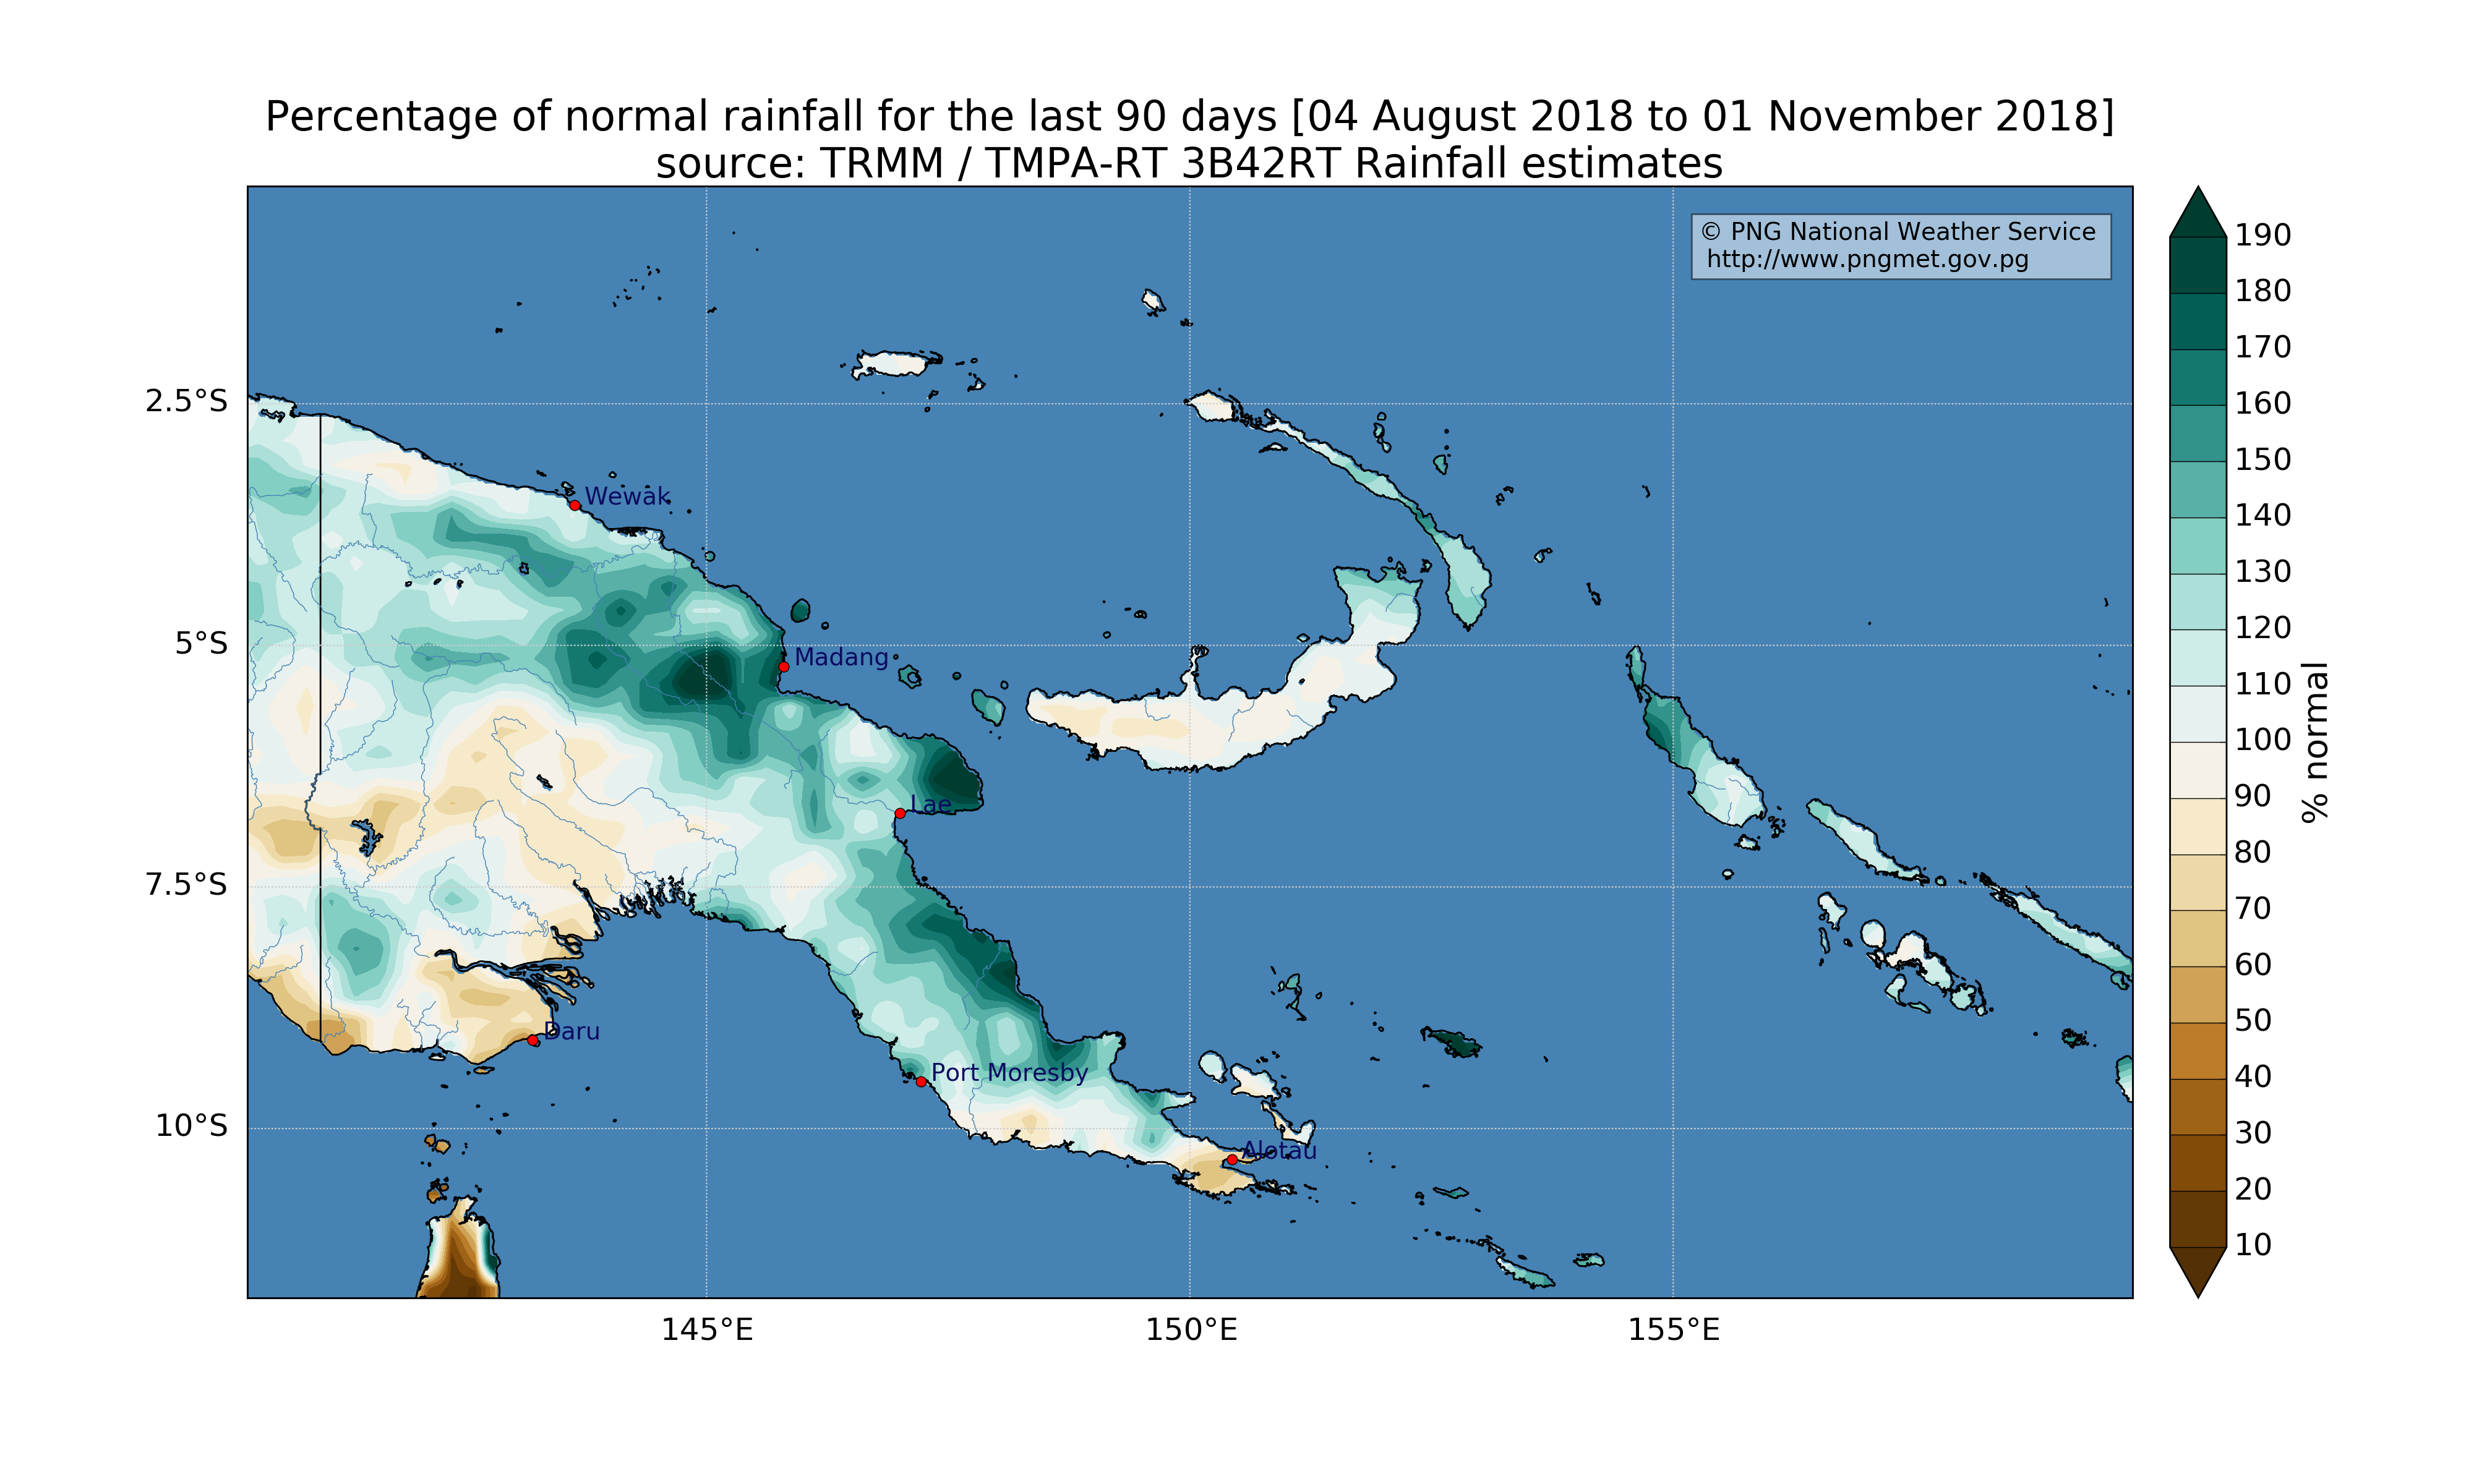 Percentage of normal rainfall for the last 90 days [04 August 2018 to 01 November 2018]
source: TRMM / TMPA-RT 3B42RT Rainfall estimates
© PNG National Weather Service
http://www.pngmet.gov.pg
190
180
170
160
150
140
130
120
110
100
90
80
70
60
50
40
30
20
10
% normal
2.5°S
5°S
7.5°S
10°S
Wewak
Madang
Lae
Daru
Port Moresby
Alotau
145°E
150°E
155°E